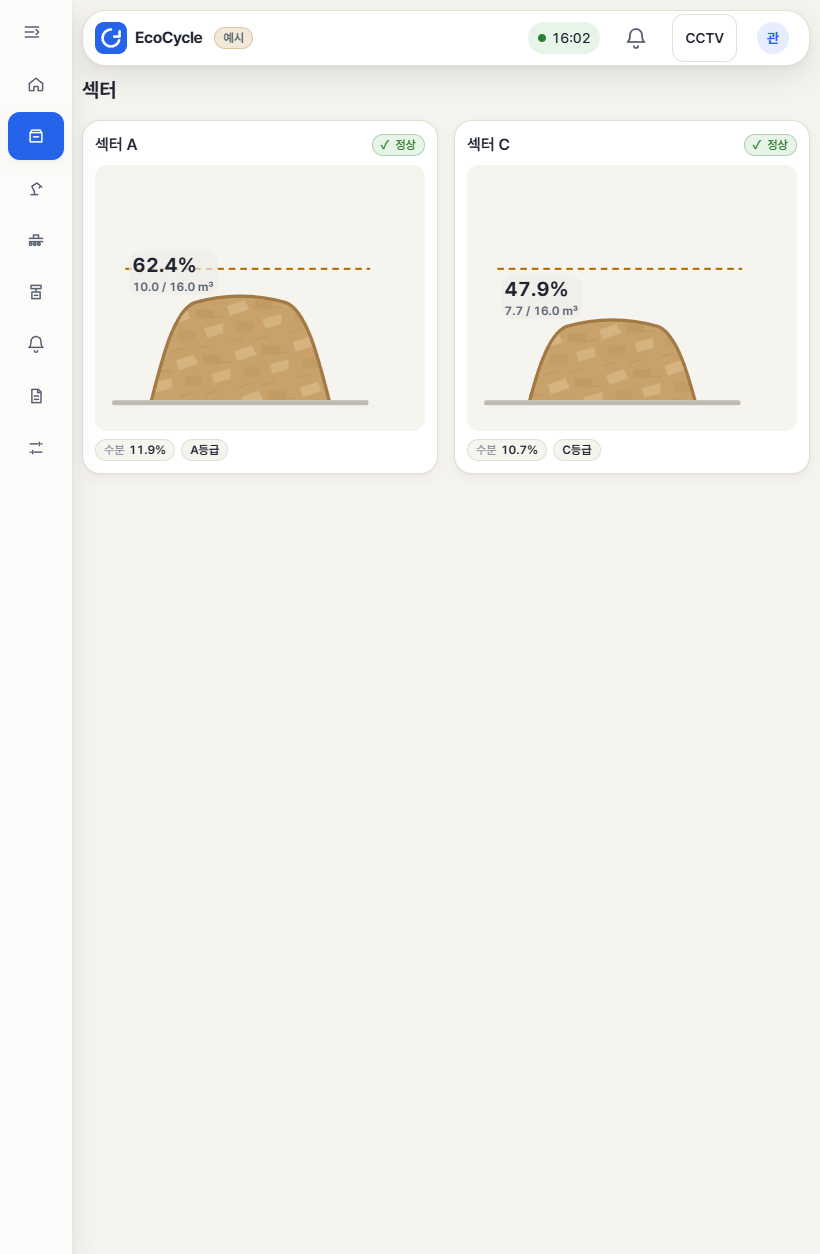 EcoCycle 예시 16:02 CCTV 관
섹터
섹터 A ✓ 정상
62.4%
10.0 / 16.0 m³
수분 11.9% A등급
섹터 C ✓ 정상
47.9%
7.7 / 16.0 m³
수분 10.7% C등급